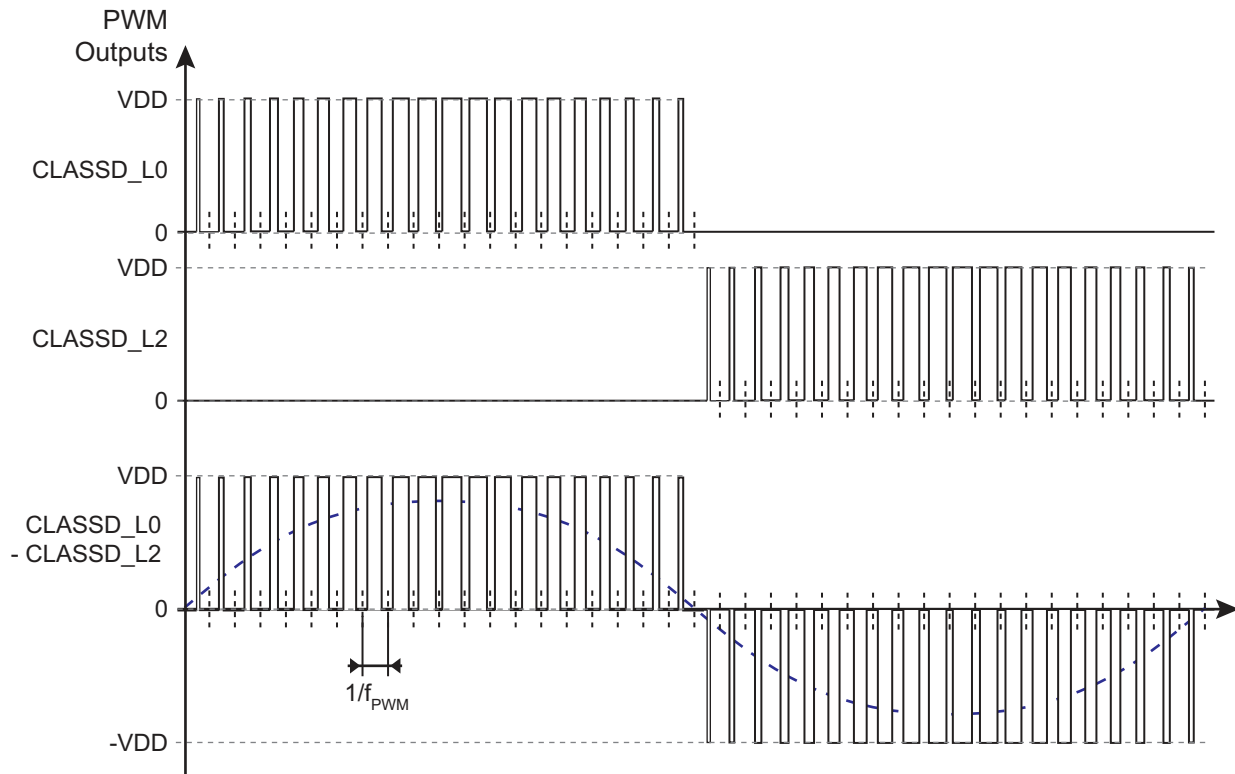 PWM
Outputs
VDD
CLASSD_L0
0
VDD
CLASSD_L2
0
VDD
CLASSD_L0
- CLASSD_L2
0
1/fPWM
-VDD